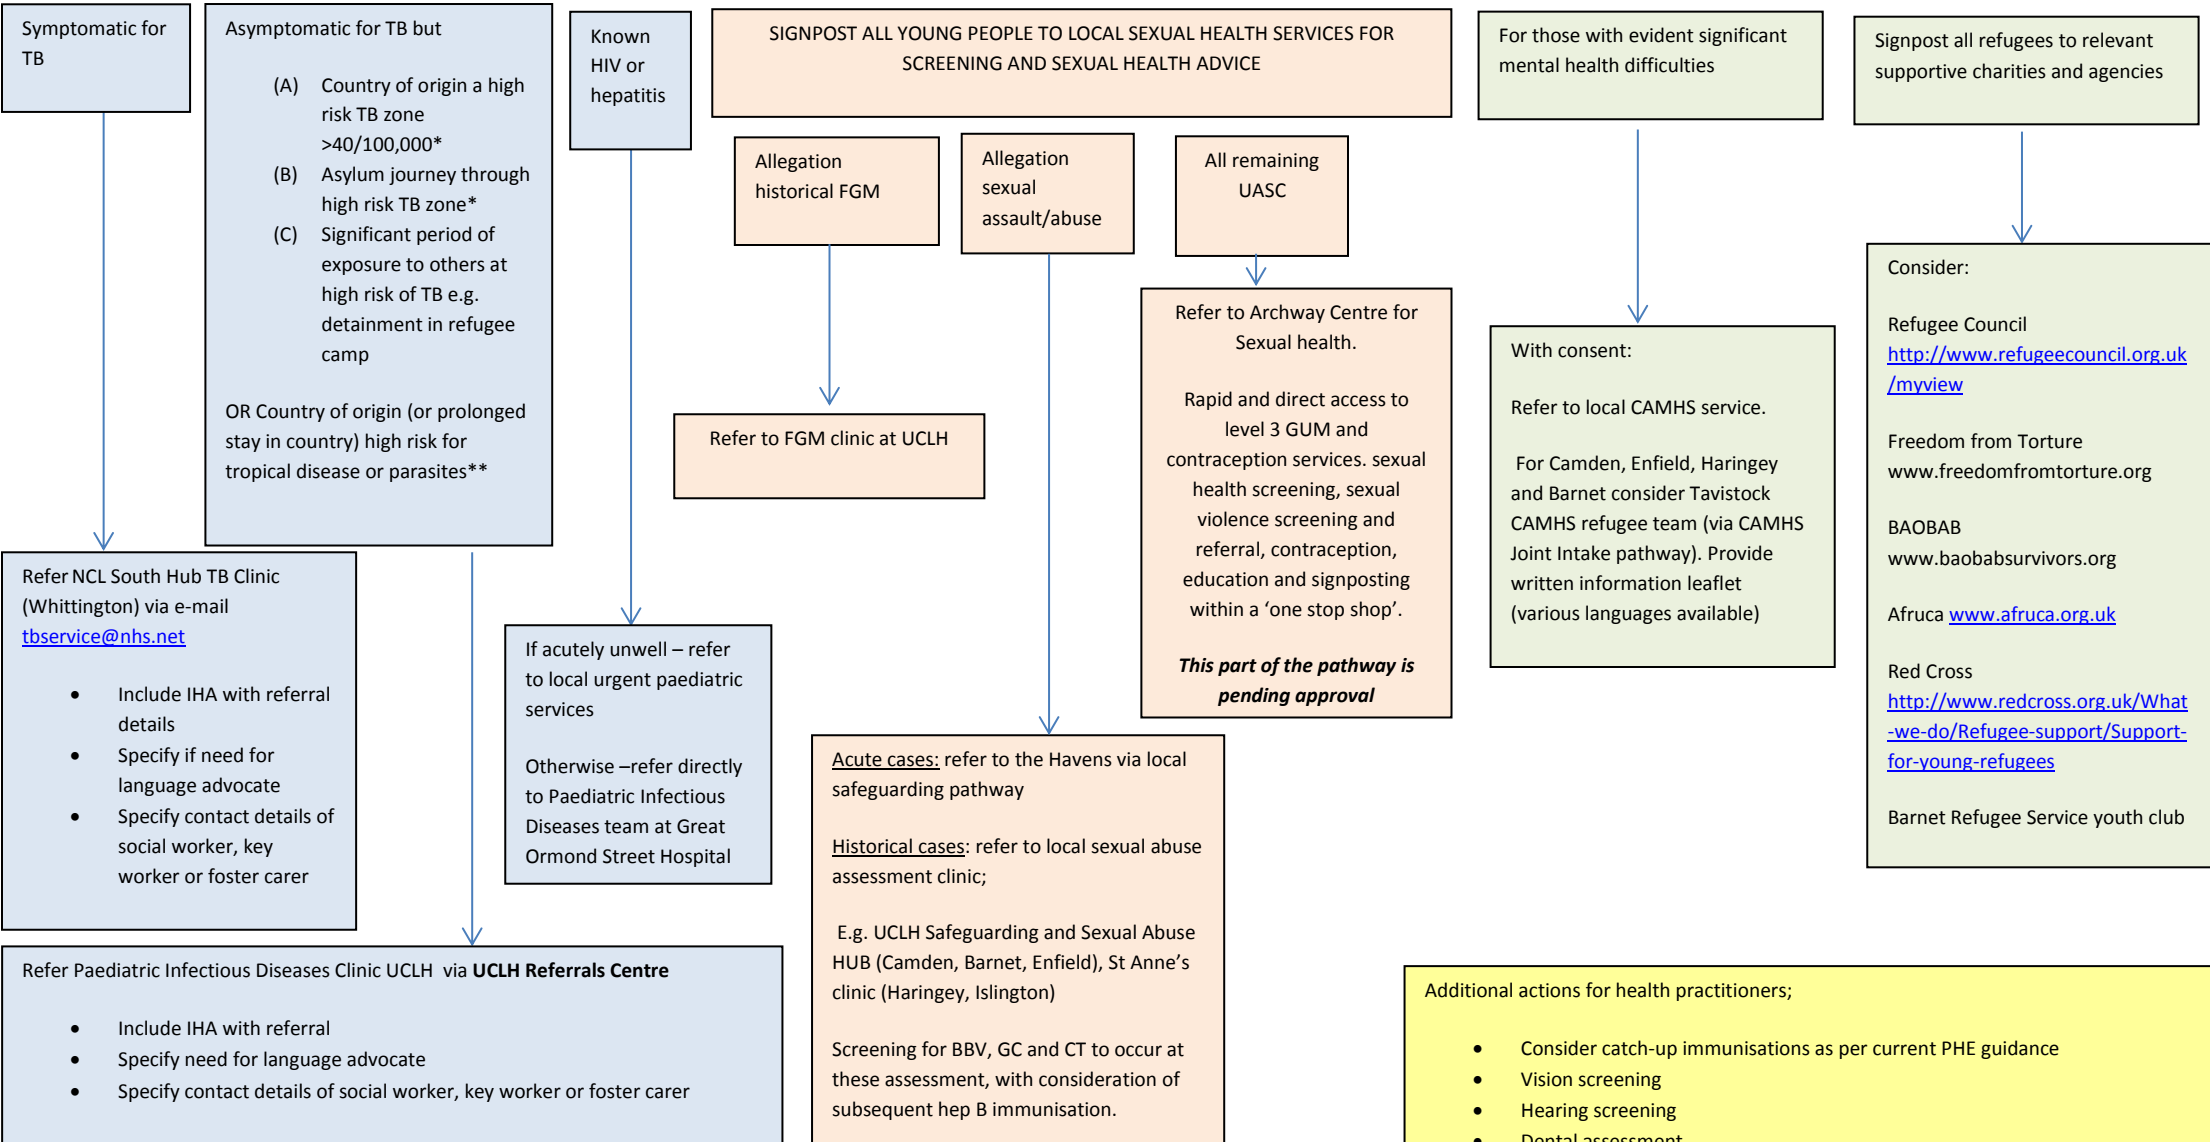 Symptomatic for
TB
Asymptomatic for TB but
(A) Country of origin a high
risk TB zone
>40/100,000*
(B) Asylum journey through
high risk TB zone*
(C) Significant period of
exposure to others at
high risk of TB e.g.
detainment in refugee
camp
OR Country of origin (or prolonged
stay in country) high risk for
tropical disease or parasites**
Known
HIV or
hepatitis
SIGNPOST ALL YOUNG PEOPLE TO LOCAL SEXUAL HEALTH SERVICES FOR
SCREENING AND SEXUAL HEALTH ADVICE
For those with evident significant
mental health difficulties
Signpost all refugees to relevant
supportive charities and agencies
Allegation
historical FGM
Allegation
sexual
assault/abuse
All remaining
UASC
Refer to FGM clinic at UCLH
Refer to Archway Centre for
Sexual health.
Rapid and direct access to
level 3 GUM and
contraception services. sexual
health screening, sexual
violence screening and
referral, contraception,
education and signposting
within a ‘one stop shop’.
This part of the pathway is
pending approval
With consent:
Refer to local CAMHS service.
For Camden, Enfield, Haringey
and Barnet consider Tavistock
CAMHS refugee team (via CAMHS
Joint Intake pathway). Provide
written information leaflet
(various languages available)
Consider:
Refugee Council
http://www.refugeecouncil.org.uk
/myview
Freedom from Torture
www.freedomfromtorture.org
BAOBAB
www.baobabsurvivors.org
Afruca www.afruca.org.uk
Red Cross
http://www.redcross.org.uk/What
-we-do/Refugee-support/Support-
for-young-refugees
Barnet Refugee Service youth club
Refer NCL South Hub TB Clinic
(Whittington) via e-mail
tbservice@nhs.net
• Include IHA with referral
details
• Specify if need for
language advocate
• Specify contact details of
social worker, key
worker or foster carer
If acutely unwell – refer
to local urgent paediatric
services
Otherwise –refer directly
to Paediatric Infectious
Diseases team at Great
Ormond Street Hospital
Acute cases: refer to the Havens via local
safeguarding pathway
Historical cases: refer to local sexual abuse
assessment clinic;
E.g. UCLH Safeguarding and Sexual Abuse
HUB (Camden, Barnet, Enfield), St Anne’s
clinic (Haringey, Islington)
Screening for BBV, GC and CT to occur at
these assessment, with consideration of
subsequent hep B immunisation.
Refer Paediatric Infectious Diseases Clinic UCLH via UCLH Referrals Centre
• Include IHA with referral
• Specify need for language advocate
• Specify contact details of social worker, key worker or foster carer
Additional actions for health practitioners;
• Consider catch-up immunisations as per current PHE guidance
• Vision screening
• Hearing screening
• Dental assessment